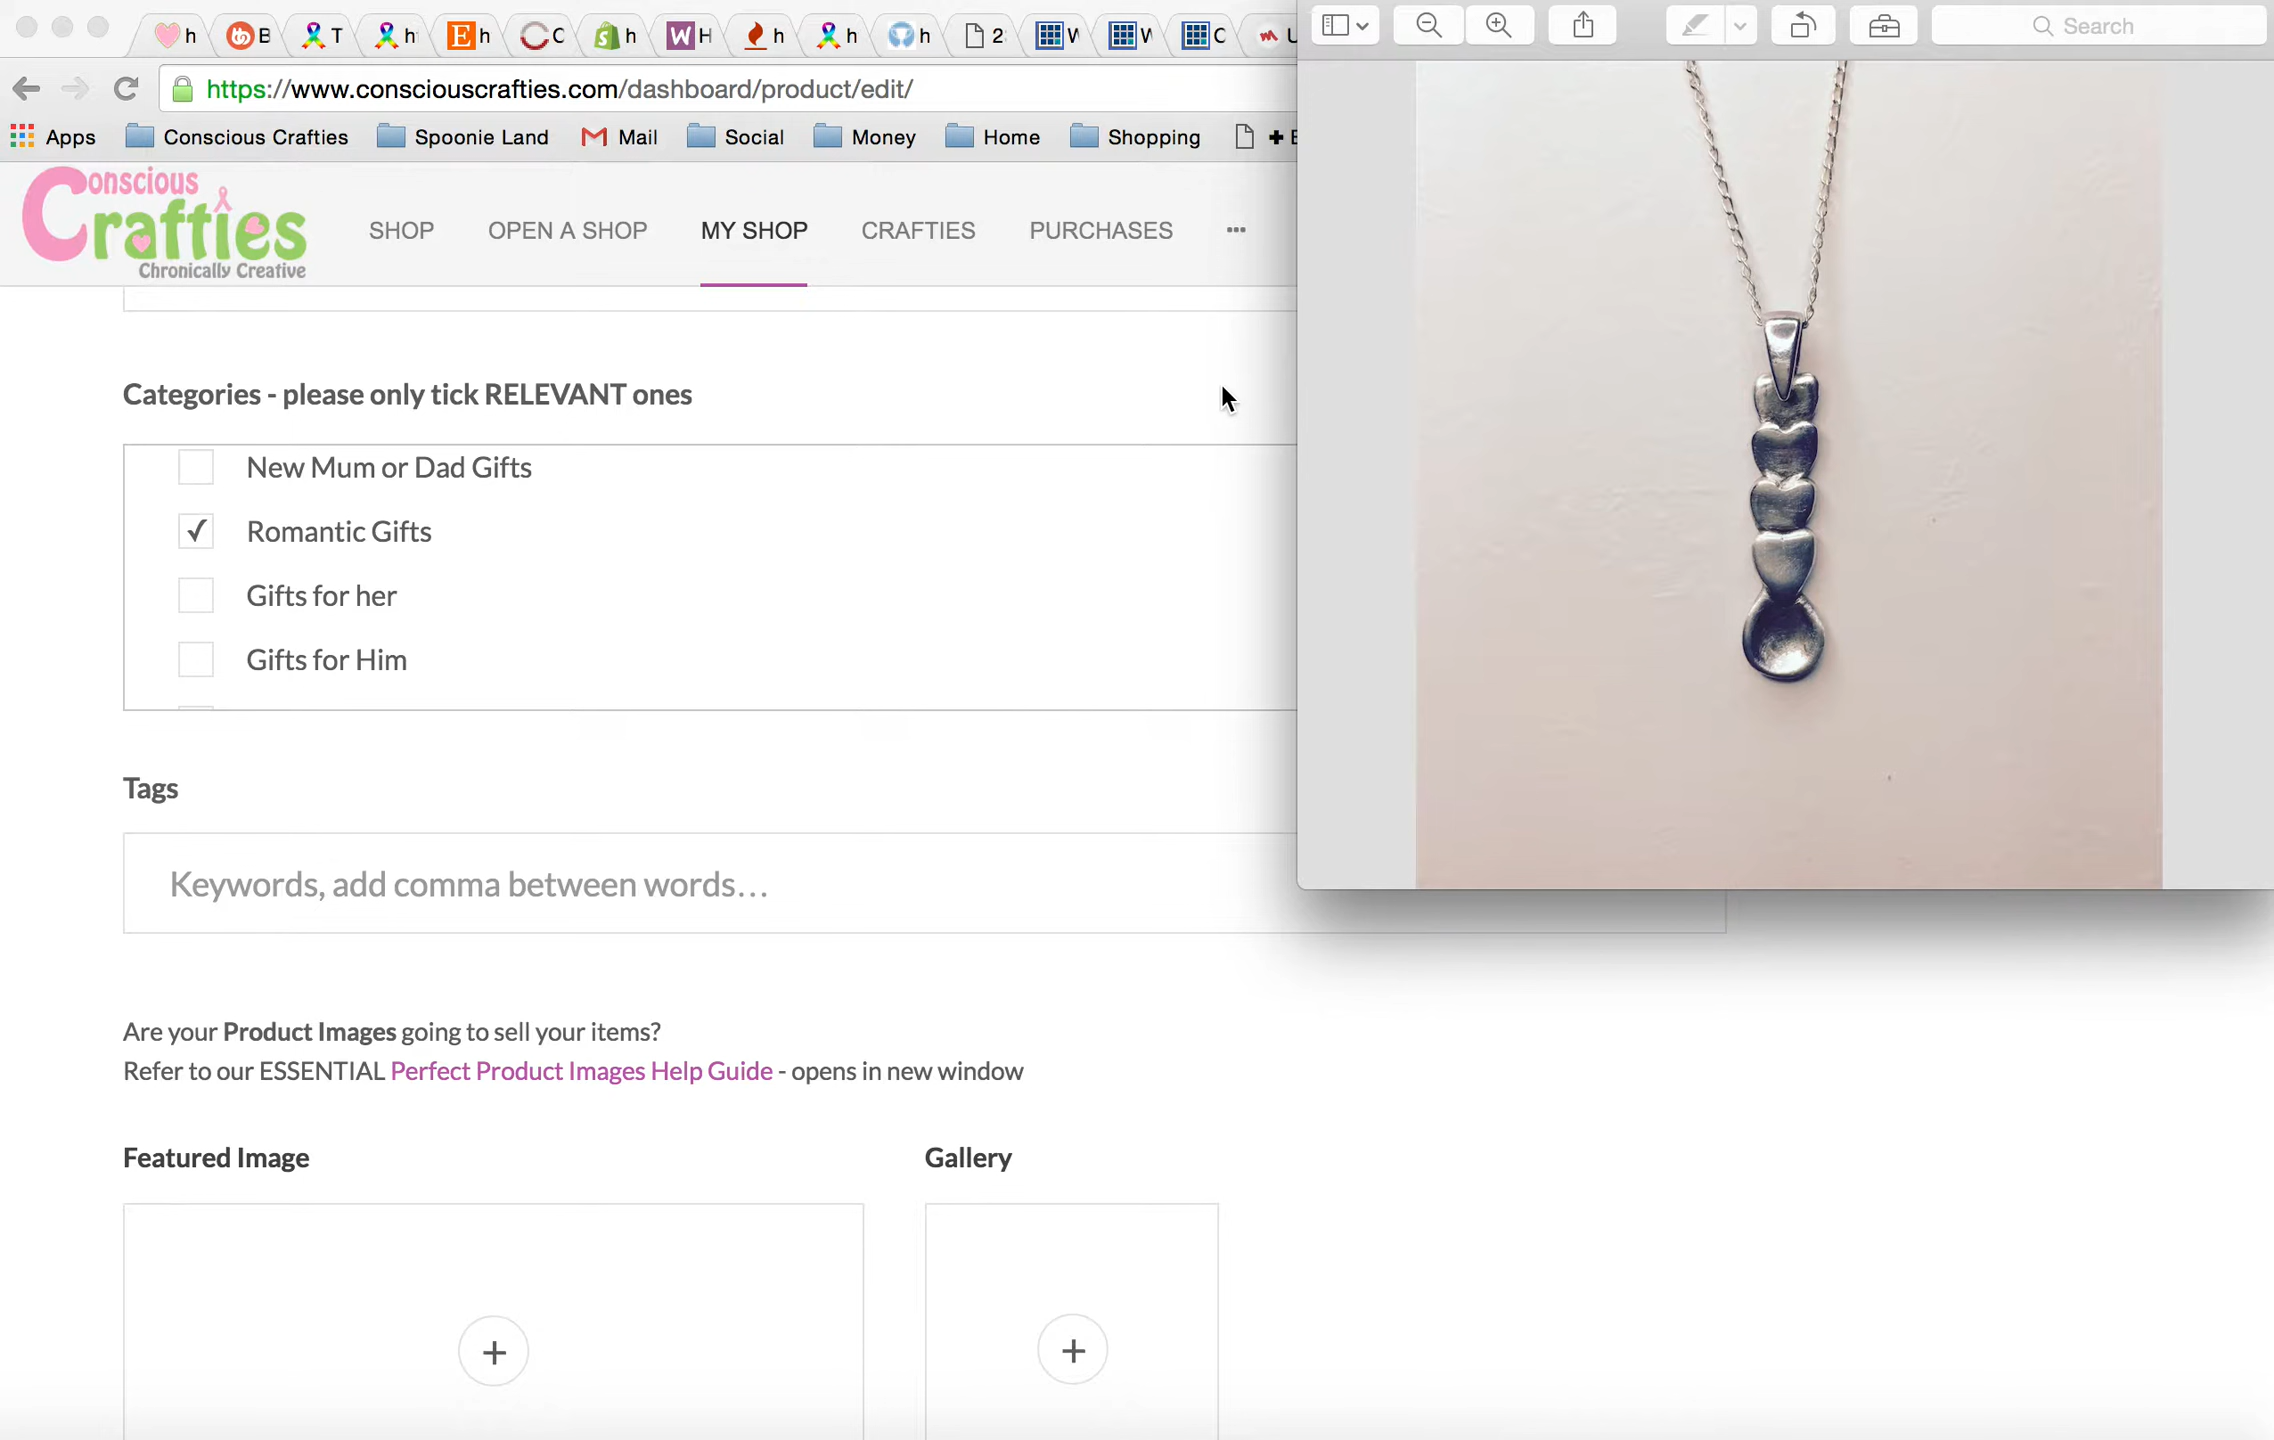 h
B
T
h
h
C
h
H
h
h
h
2
C
https://www.consciouscrafties.com/dashboard/product/edit/
Search
Apps
Conscious Crafties
Spoonie Land
Mail
Social
Money
Home
Shopping
Conscious
Crafties
Chronically Creative
SHOP
OPEN A SHOP
MY SHOP
CRAFTIES
PURCHASES
Categories - please only tick RELEVANT ones
New Mum or Dad Gifts
Romantic Gifts
Gifts for her
Gifts for Him
Tags
Keywords, add comma between words...
Are your Product Images going to sell your items?
Refer to our ESSENTIAL Perfect Product Images Help Guide - opens in new window
Featured Image
Gallery